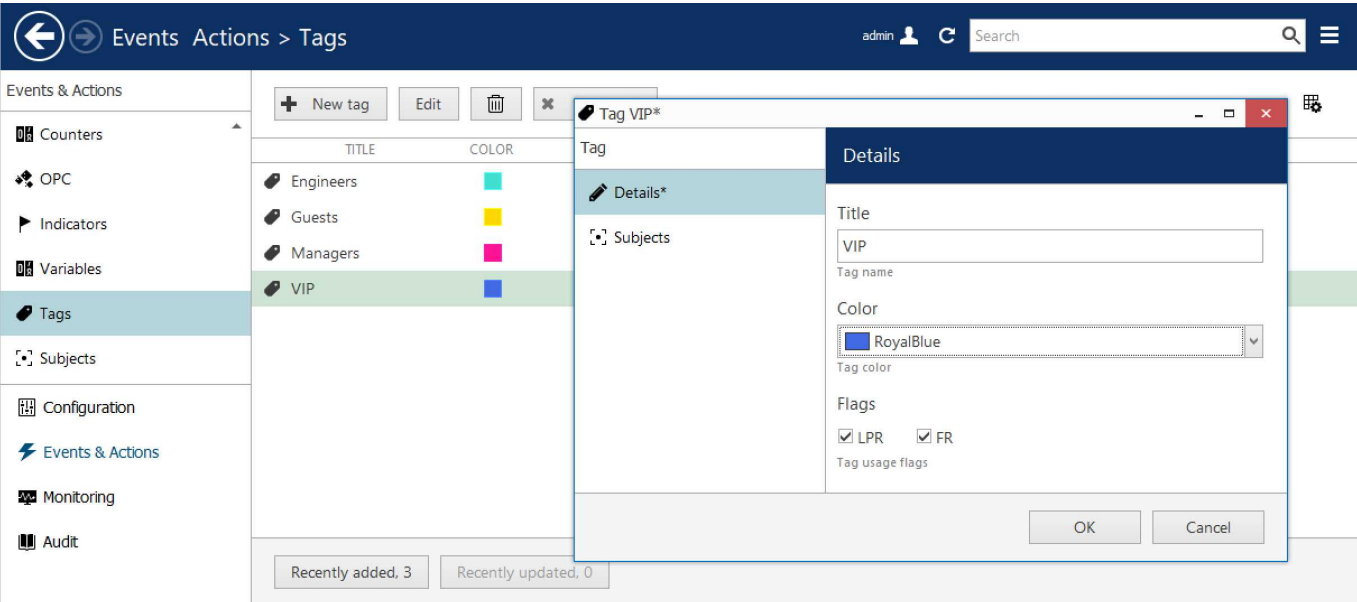 Events  Actions > Tags
admin
Search
Events & Actions
Counters
OPC
Indicators
Variables
Tags
Subjects
Configuration
Events & Actions
Monitoring
Audit
New tag
Edit
TITLE
COLOR
Engineers
Guests
Managers
VIP
Recently added, 3
Recently updated, 0
Tag VIP*
Tag
Details*
Subjects
Details
Title
VIP
Tag name
Color
RoyalBlue
Tag color
Flags
LPR
FR
Tag usage flags
OK
Cancel